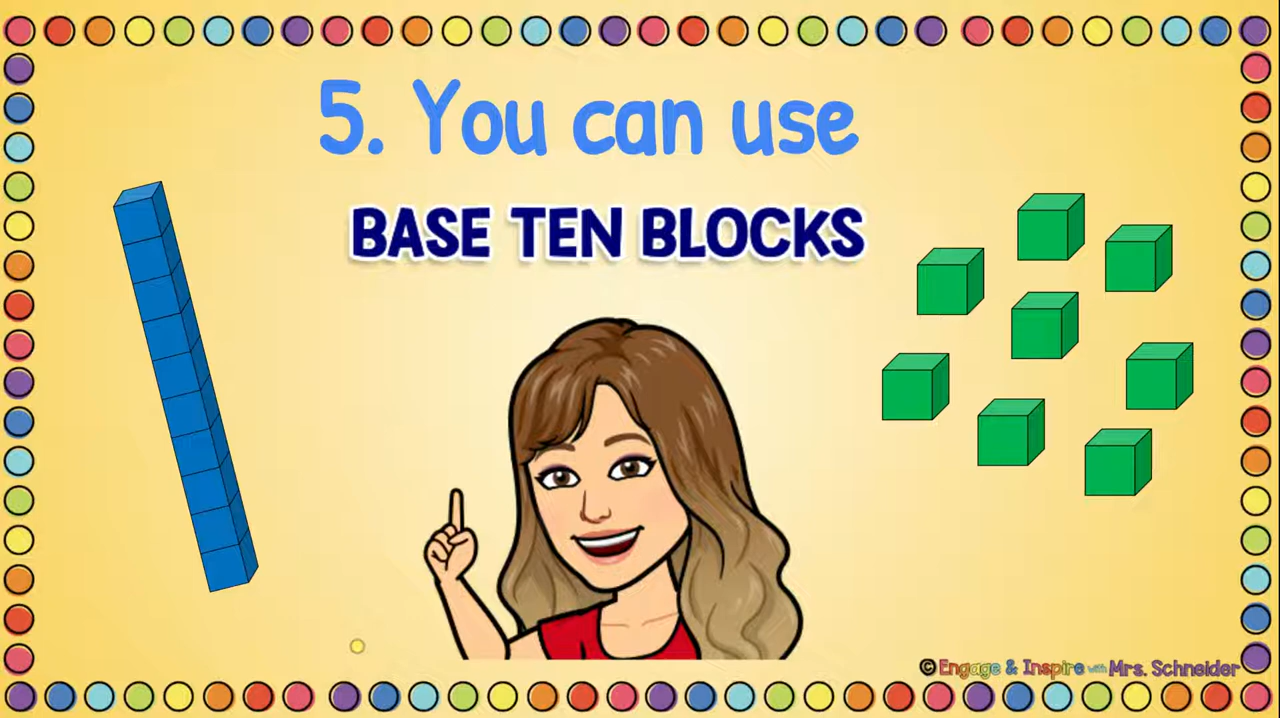 5. You can use
BASE TEN BLOCKS
© Engage & Inspire with Mrs. Schneider